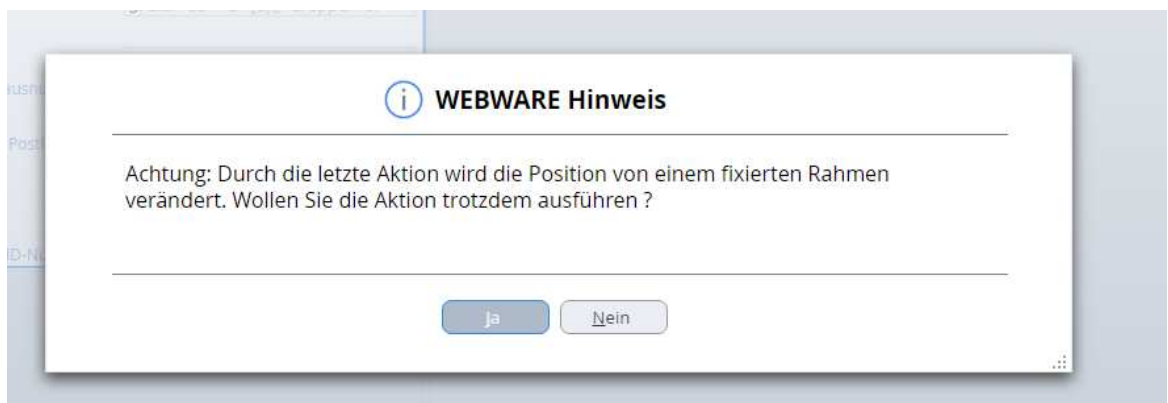 WEBWARE Hinweis
Achtung: Durch die letzte Aktion wird die Position von einem fixierten Rahmen
verändert. Wollen Sie die Aktion trotzdem ausführen ?
Ja
Nein